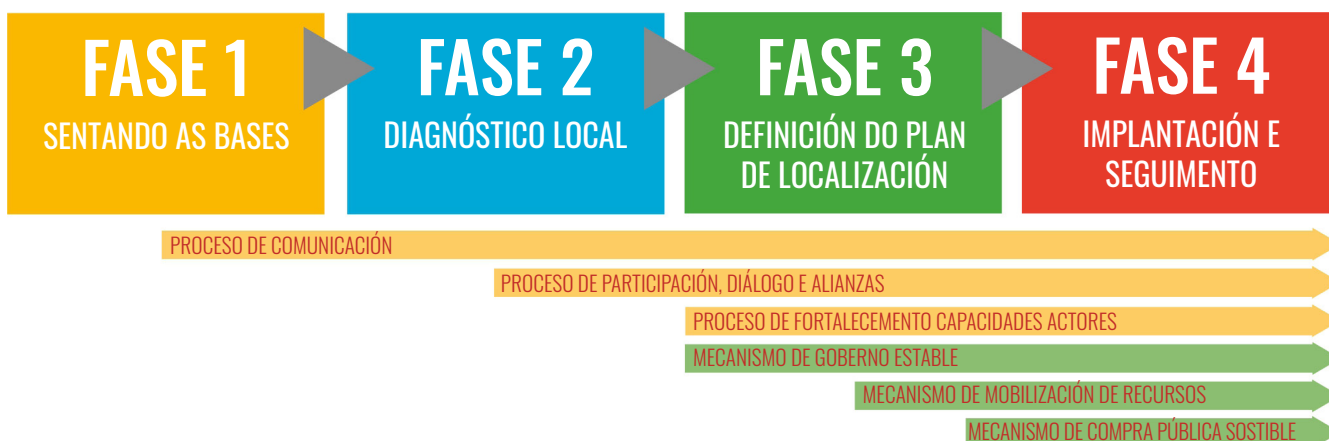 FASE 1
SENTANDO AS BASES
FASE 2
DIAGNÓSTICO LOCAL
FASE 3
DEFINICIÓN DO PLAN
DE LOCALIZACIÓN
FASE 4
IMPLANTACIÓN E
SEGUIMENTO
PROCESO DE COMUNICACIÓN
PROCESO DE PARTICIPACIÓN, DIÁLOGO E ALIANZAS
PROCESO DE FORTALECEMENTO CAPACIDADES ACTORES
MECANISMO DE GOBERNO ESTABLE
MECANISMO DE MOBILIZACIÓN DE RECURSOS
MECANISMO DE COMPRA PÚBLICA SOSTIBLE